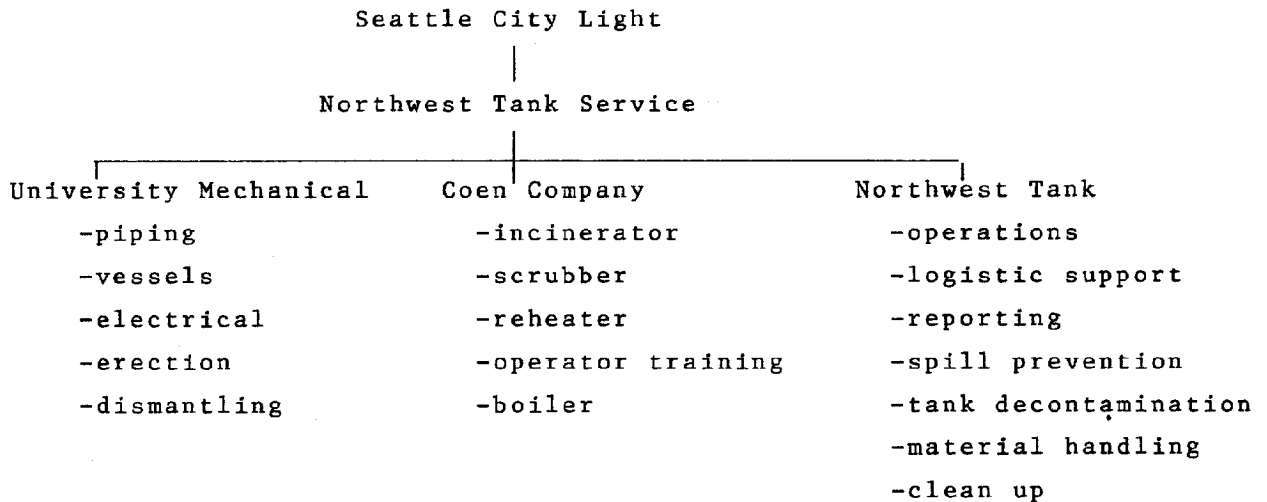 Seattle City Light
Northwest Tank Service
University Mechanical Coen Company Northwest Tank
-piping -incinerator -operations
-vessels -scrubber -logistic support
-electrical -reheater -reporting
-erection -operator training -spill prevention
-dismantling -boiler -tank decontamination
-material handling
-clean up